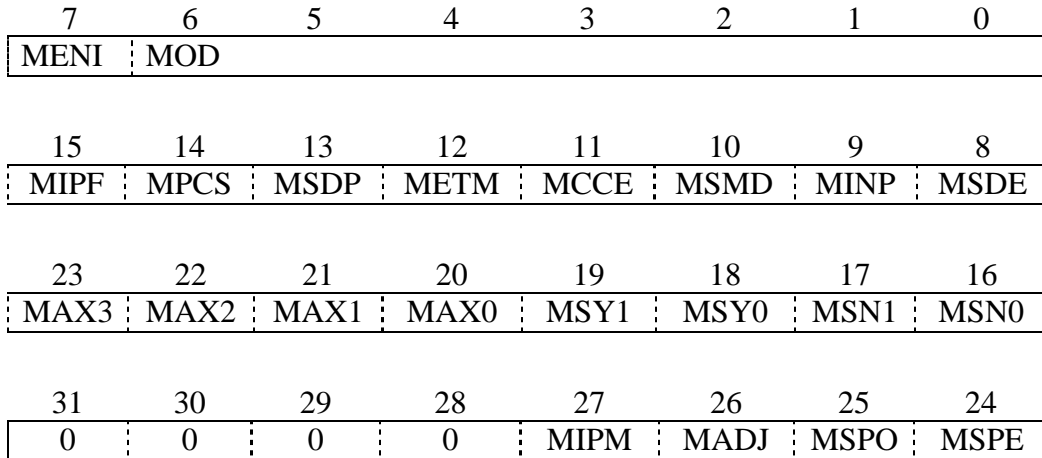 7 6 5 4 3 2 1 0
MENI MOD
15 14 13 12 11 10 9 8
MIPF MPCS MSDP METM MCCE MSMD MINP MSDE
23 22 21 20 19 18 17 16
MAX3 MAX2 MAX1 MAX0 MSY1 MSY0 MSN1 MSN0
31 30 29 28 27 26 25 24
0 0 0 0 MIPM MADJ MSPO MSPE